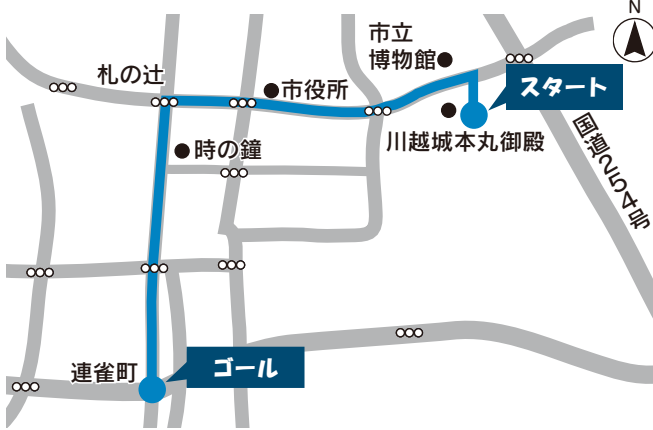 N
市立
博物館
札の辻
市役所
スタート
川越城本丸御殿
国道254号
時の鐘
連雀町
ゴール